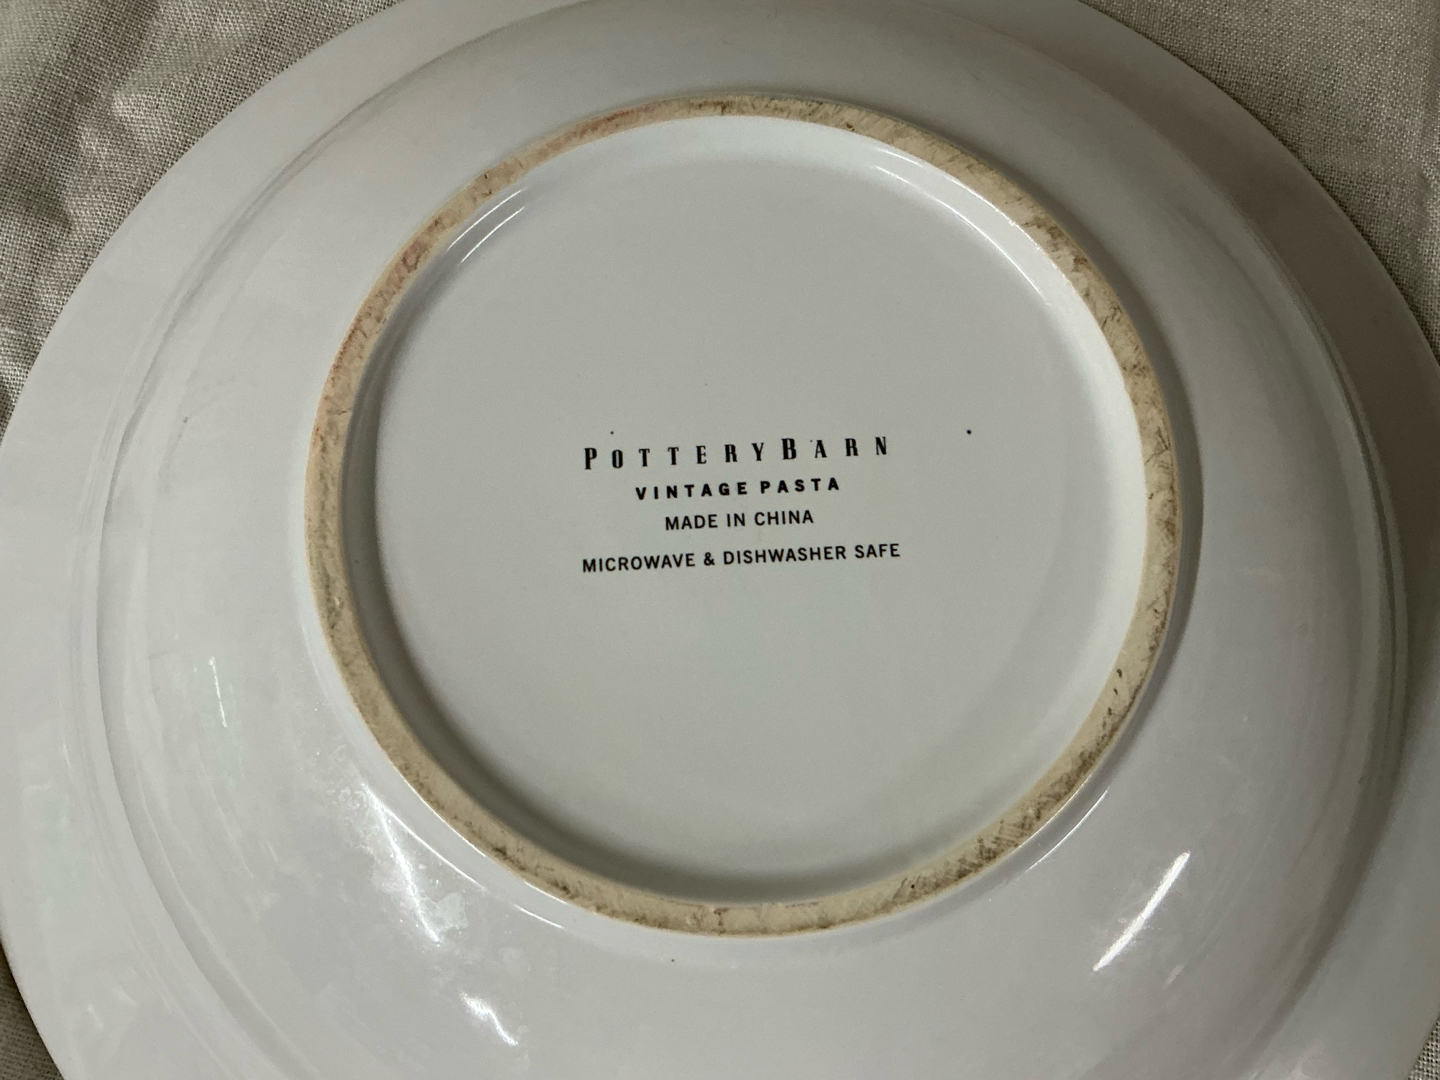 POTTERYBARN
VINTAGE PASTA
MADE IN CHINA
MICROWAVE & DISHWASHER SAFE